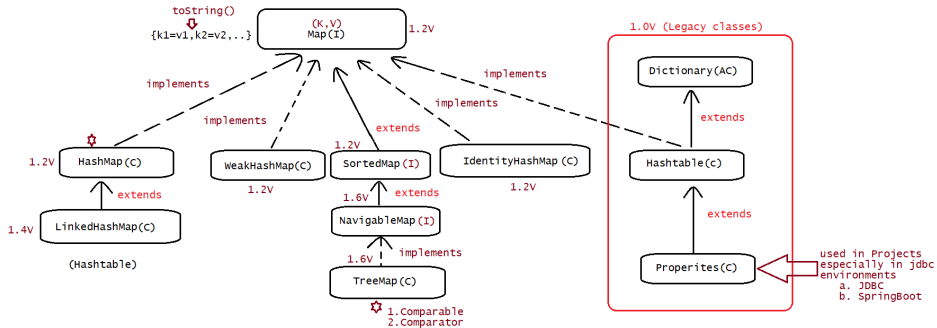 toString()
{k1=v1,k2=v2,..}
(K,V)
Map(I)
1.2V
1.0V (Legacy classes)
Dictionary(AC)
implements
implements
implements
implements
extends
extends
1.2V
HashMap(C)
WeakHashMap(C)
1.2V
1.2V
SortedMap(I)
IdentityHashMap(C)
1.2V
Hashtable(C)
extends
1.6V
extends
1.4V
LinkedHashMap(C)
NavigableMap(I)
extends
(Hashtable)
implements
1.6V
TreeMap(C)
1.Comparable
2.Comparator
Properites(C)
used in Projects
especially in jdbc
environments
a. JDBC
b. SpringBoot